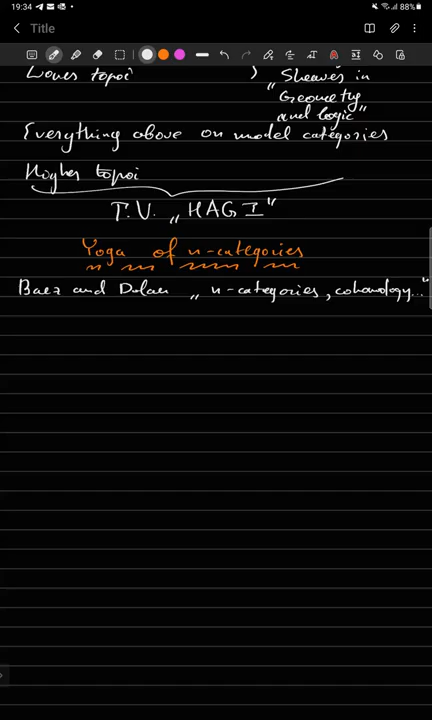 19:34 88%
Title
topoi
„Sheaves in
Geometry
and logic"
Everything above on model categories
Higher topoi
T.V. „HAG I"
Yoga of n-categories
Baez and Dolan „n-categories, cohomology..."